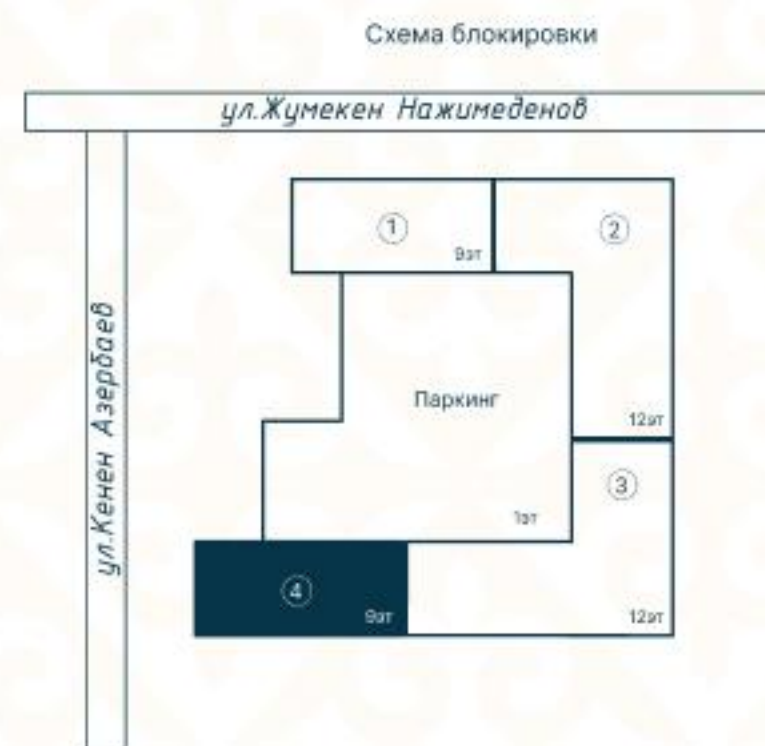 Схема блокировки
ул.Жумекен Нажимеденов
1
9эт
2
ул.Кенен Азербаев
Паркинг
12эт
3
1эт
4
9эт
12эт